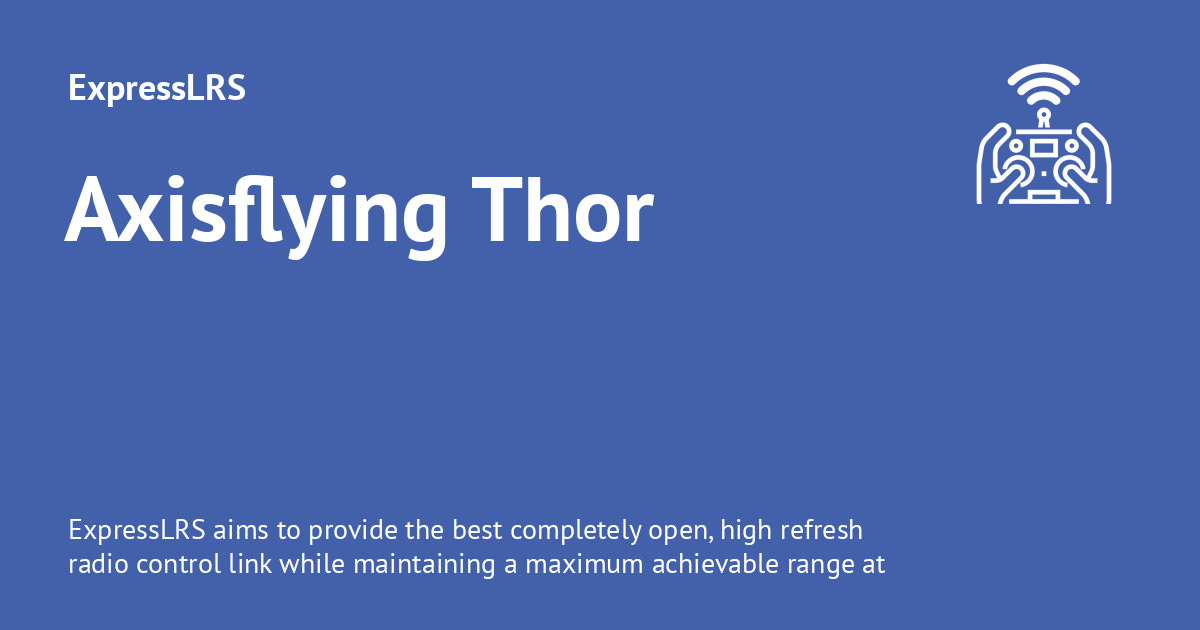 ExpressLRS
Axisflying Thor
ExpressLRS aims to provide the best completely open, high refresh
radio control link while maintaining a maximum achievable range at